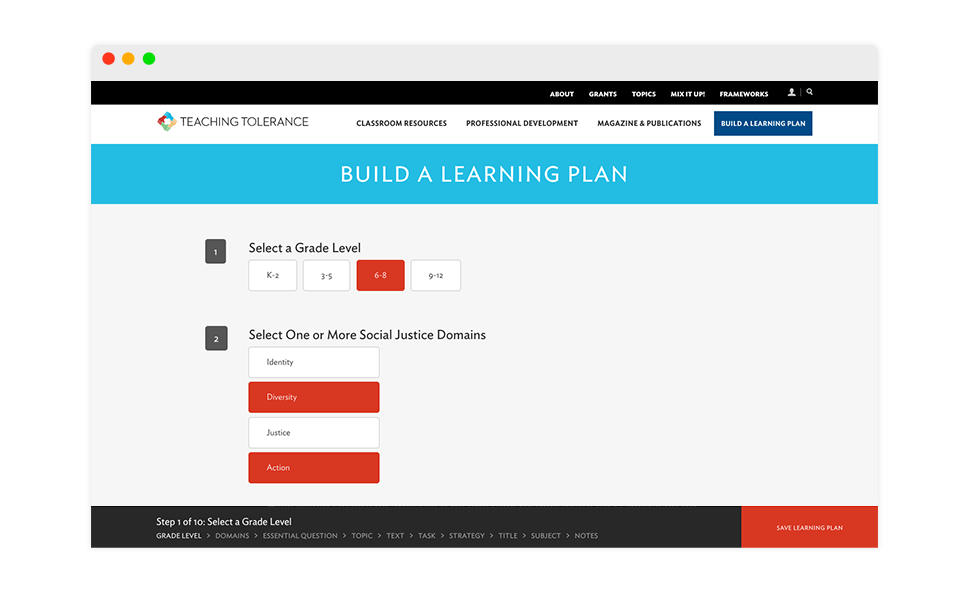 ABOUT GRANTS TOPICS MIX IT UP! FRAMEWORKS
TEACHING TOLERANCE
CLASSROOM RESOURCES PROFESSIONAL DEVELOPMENT MAGAZINE & PUBLICATIONS BUILD A LEARNING PLAN
BUILD A LEARNING PLAN
1 Select a Grade Level
K-2 3-5 6-8 9-12
2 Select One or More Social Justice Domains
Identity
Diversity
Justice
Action
Step 1 of 10: Select a Grade Level
GRADE LEVEL > DOMAINS > ESSENTIAL QUESTION > TOPIC > TEXT > TASK > STRATEGY > TITLE > SUBJECT > NOTES
SAVE LEARNING PLAN